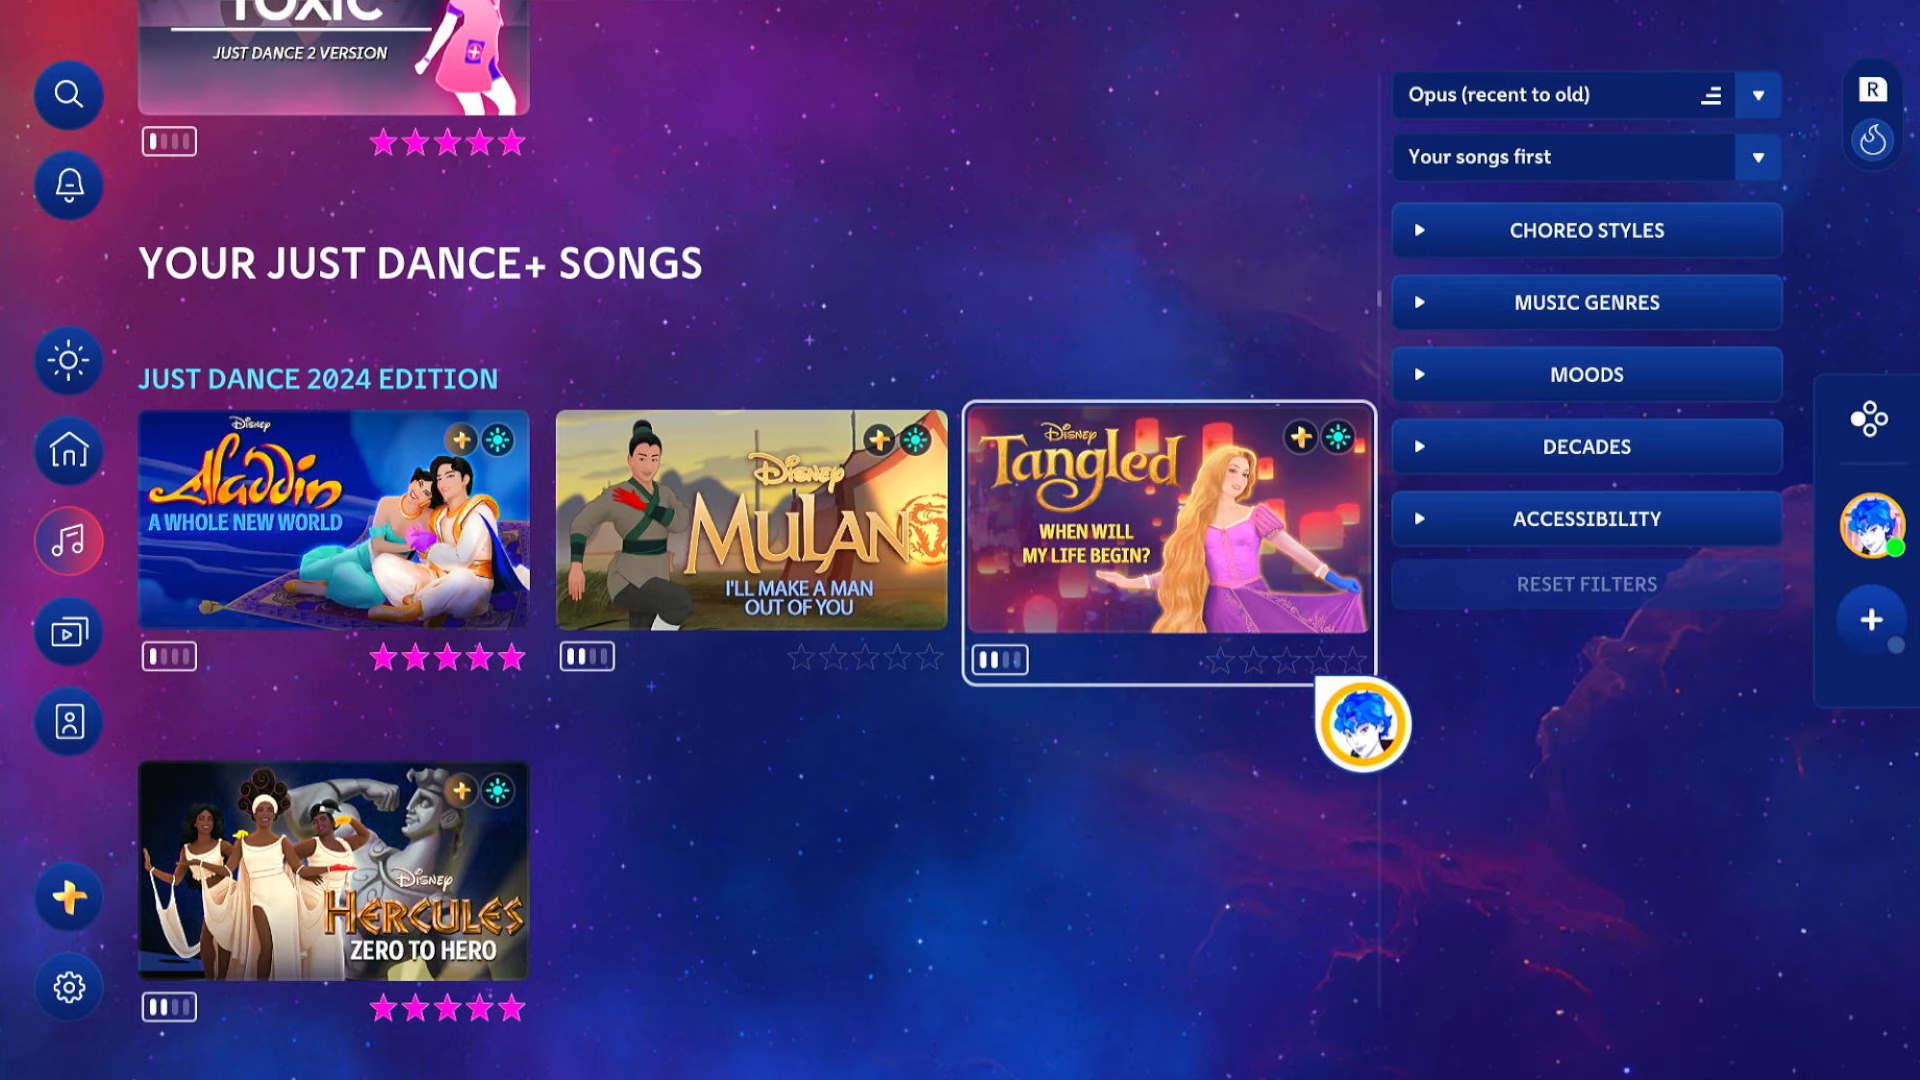 TOXIC
JUST DANCE 2 VERSION
Opus (recent to old)
Your songs first
R
YOUR JUST DANCE+ SONGS
CHOREO STYLES
MUSIC GENRES
MOODS
DECADES
ACCESSIBILITY
RESET FILTERS
JUST DANCE 2024 EDITION
Disney
Aladdin
A WHOLE NEW WORLD
Disney
MULAN
I'LL MAKE A MAN
OUT OF YOU
Disney
Tangled
WHEN WILL
MY LIFE BEGIN?
Disney
HERCULES
ZERO TO HERO